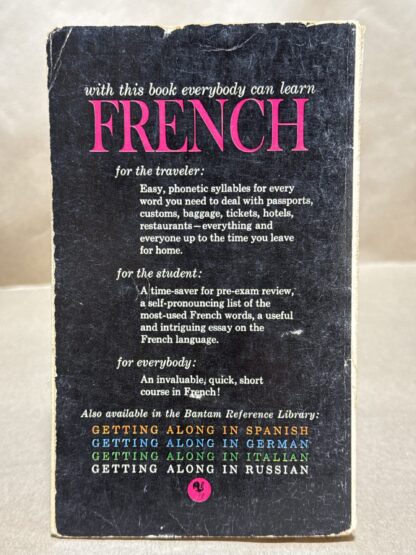 with this book everybody can learn
FRENCH
for the traveler:
Easy, phonetic syllables for every
word you need to deal with passports,
customs, baggage, tickets, hotels,
restaurants—everything and
everyone up to the time you leave
for home.
for the student:
A time-saver for pre-exam review,
a self-pronouncing list of the
most-used French words, a useful
and intriguing essay on the
French language.
for everybody:
An invaluable, quick, short
course in French!
Also available in the Bantam Reference Library:
GETTING ALONG IN SPANISH
GETTING ALONG IN GERMAN
GETTING ALONG IN ITALIAN
GETTING ALONG IN RUSSIAN